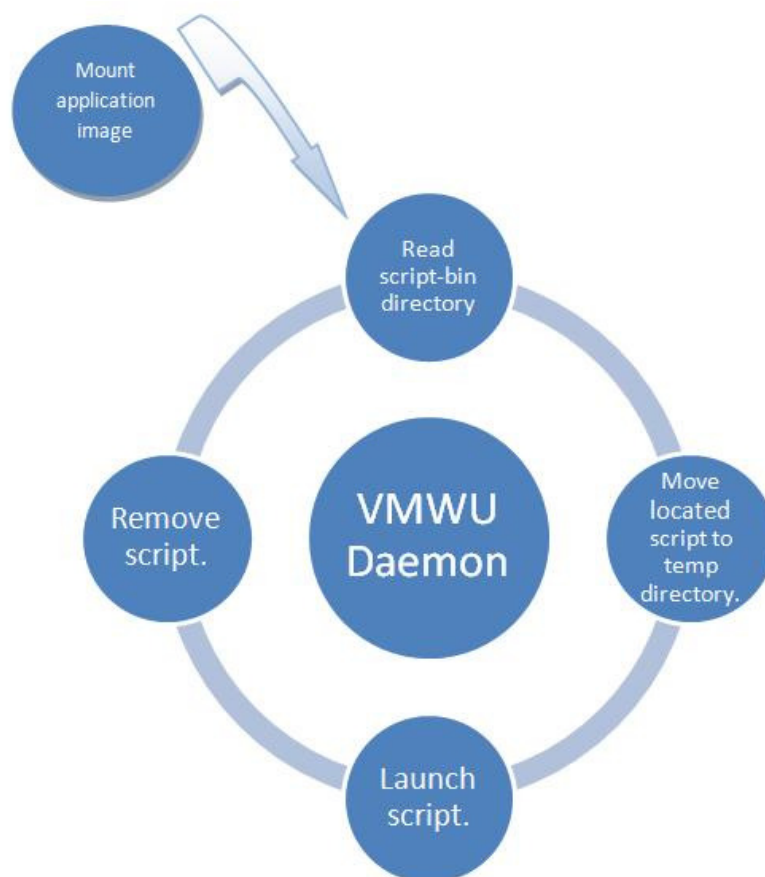 Mount
application
image
Read
script-bin
directory
VMWU
Daemon
Move
located
script to
temp
directory.
Launch
script.
Remove
script.